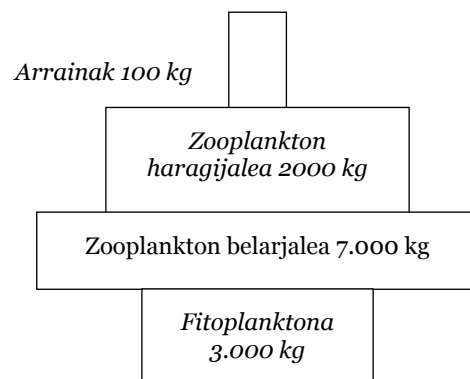 Arrainak 100 kg
Zooplankton
haragijalea 2000 kg
Zooplankton belarjalea 7.000 kg
Fitoplanktona
3.000 kg